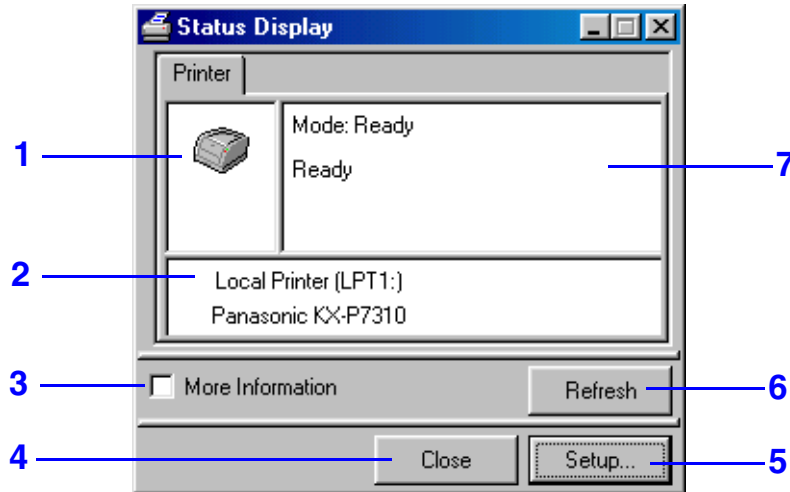 Status Display
Printer
1
Mode: Ready
Ready
7
2
Local Printer (LPT1:)
Panasonic KX-P7310
3
More Information
Refresh
6
4
Close
Setup...
5